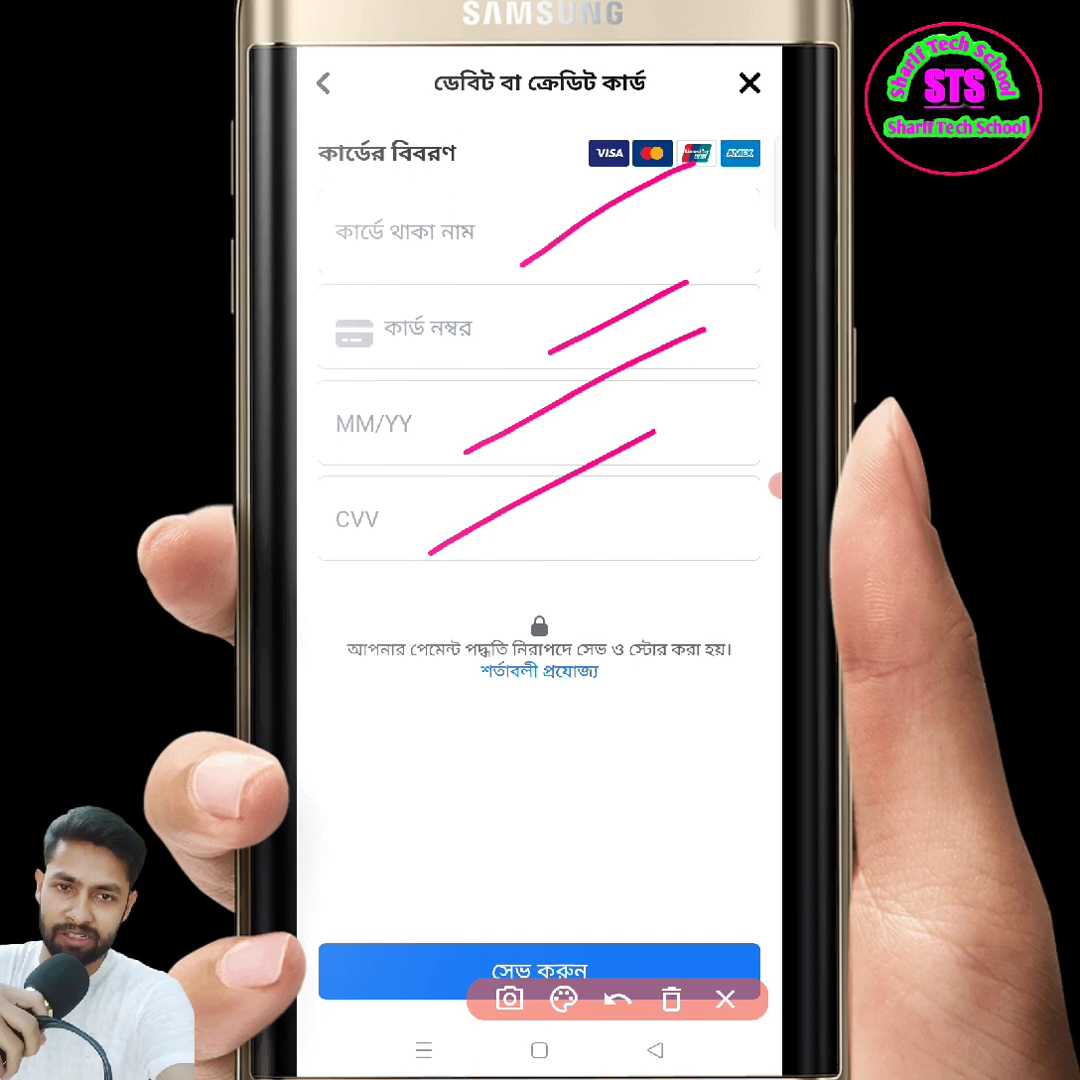 SAMSUNG
Sharif Tech School
STS
Sharif Tech School
ডেবিট বা ক্রেডিট কার্ড
কার্ডের বিবরণ
VISA
AMEX
কার্ডে থাকা নাম
কার্ড নম্বর
MM/YY
CVV
আপনার পেমেন্ট পদ্ধতি নিরাপদে সেভ ও স্টোর করা হয়।
শর্তাবলী প্রযোজ্য
সেভ করুন